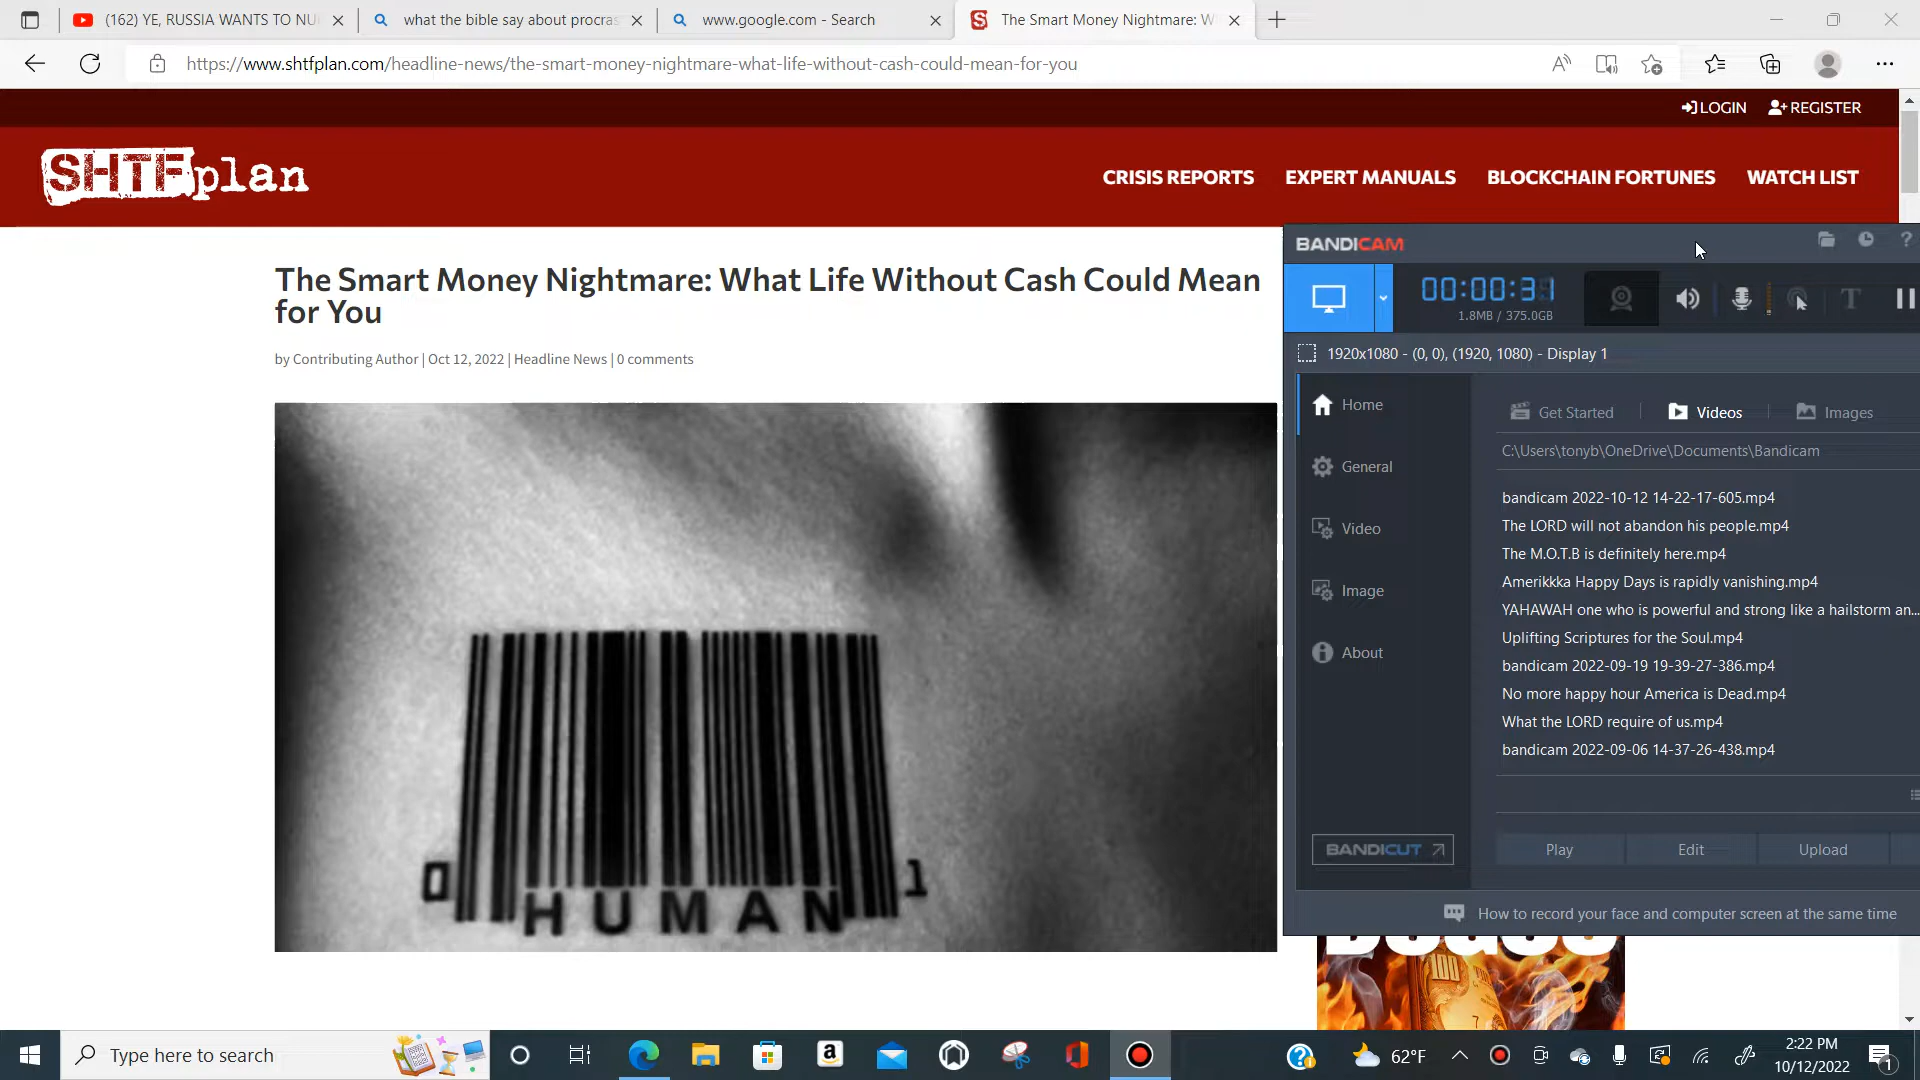 (162) YE, RUSSIA WANTS TO NU
what the bible say about procras
www.google.com - Search
The Smart Money Nightmare: W
https://www.shtfplan.com/headline-news/the-smart-money-nightmare-what-life-without-cash-could-mean-for-you
LOGIN
REGISTER
SHTFplan
CRISIS REPORTS
EXPERT MANUALS
BLOCKCHAIN FORTUNES
WATCH LIST
The Smart Money Nightmare: What Life Without Cash Could Mean
for You
by Contributing Author | Oct 12, 2022 | Headline News | 0 comments
0
HUMAN
1
BANDICAM
00:00:31
1.8MB / 375.0GB
1920x1080 - (0, 0), (1920, 1080) - Display 1
Home
General
Video
Image
About
BANDICUT
Get Started
Videos
Images
C:\Users\tonyb\OneDrive\Documents\Bandicam
bandicam 2022-10-12 14-22-17-605.mp4
The LORD will not abandon his people.mp4
The M.O.T.B is definitely here.mp4
Amerikkka Happy Days is rapidly vanishing.mp4
YAHAWAH one who is powerful and strong like a hailstorm an...
Uplifting Scriptures for the Soul.mp4
bandicam 2022-09-19 19-39-27-386.mp4
No more happy hour America is Dead.mp4
What the LORD require of us.mp4
bandicam 2022-09-06 14-37-26-438.mp4
Play
Edit
Upload
How to record your face and computer screen at the same time
100
Type here to search
62°F
2:22 PM
10/12/2022
1